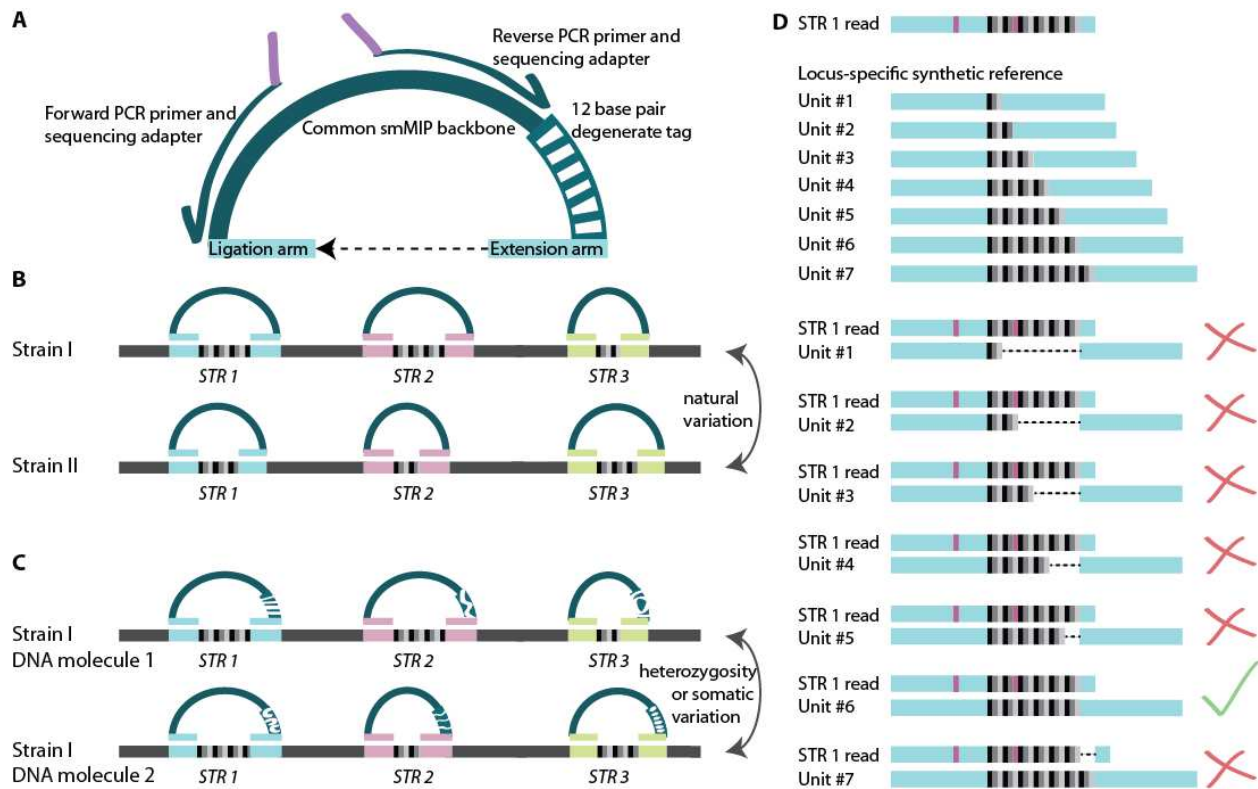 A
Reverse PCR primer and
sequencing adapter
Forward PCR primer and
sequencing adapter
Common smMIP backbone
12 base pair
degenerate tag
Ligation arm
Extension arm
B
Strain I
STR 1
STR 2
STR 3
natural
variation
Strain II
STR 1
STR 2
STR 3
C
Strain I
DNA molecule 1
STR 1
STR 2
STR 3
heterozygosity
or somatic
variation
Strain I
DNA molecule 2
STR 1
STR 2
STR 3
D
STR 1 read
Locus-specific synthetic reference
Unit #1
Unit #2
Unit #3
Unit #4
Unit #5
Unit #6
Unit #7
STR 1 read
Unit #1
STR 1 read
Unit #2
STR 1 read
Unit #3
STR 1 read
Unit #4
STR 1 read
Unit #5
STR 1 read
Unit #6
STR 1 read
Unit #7